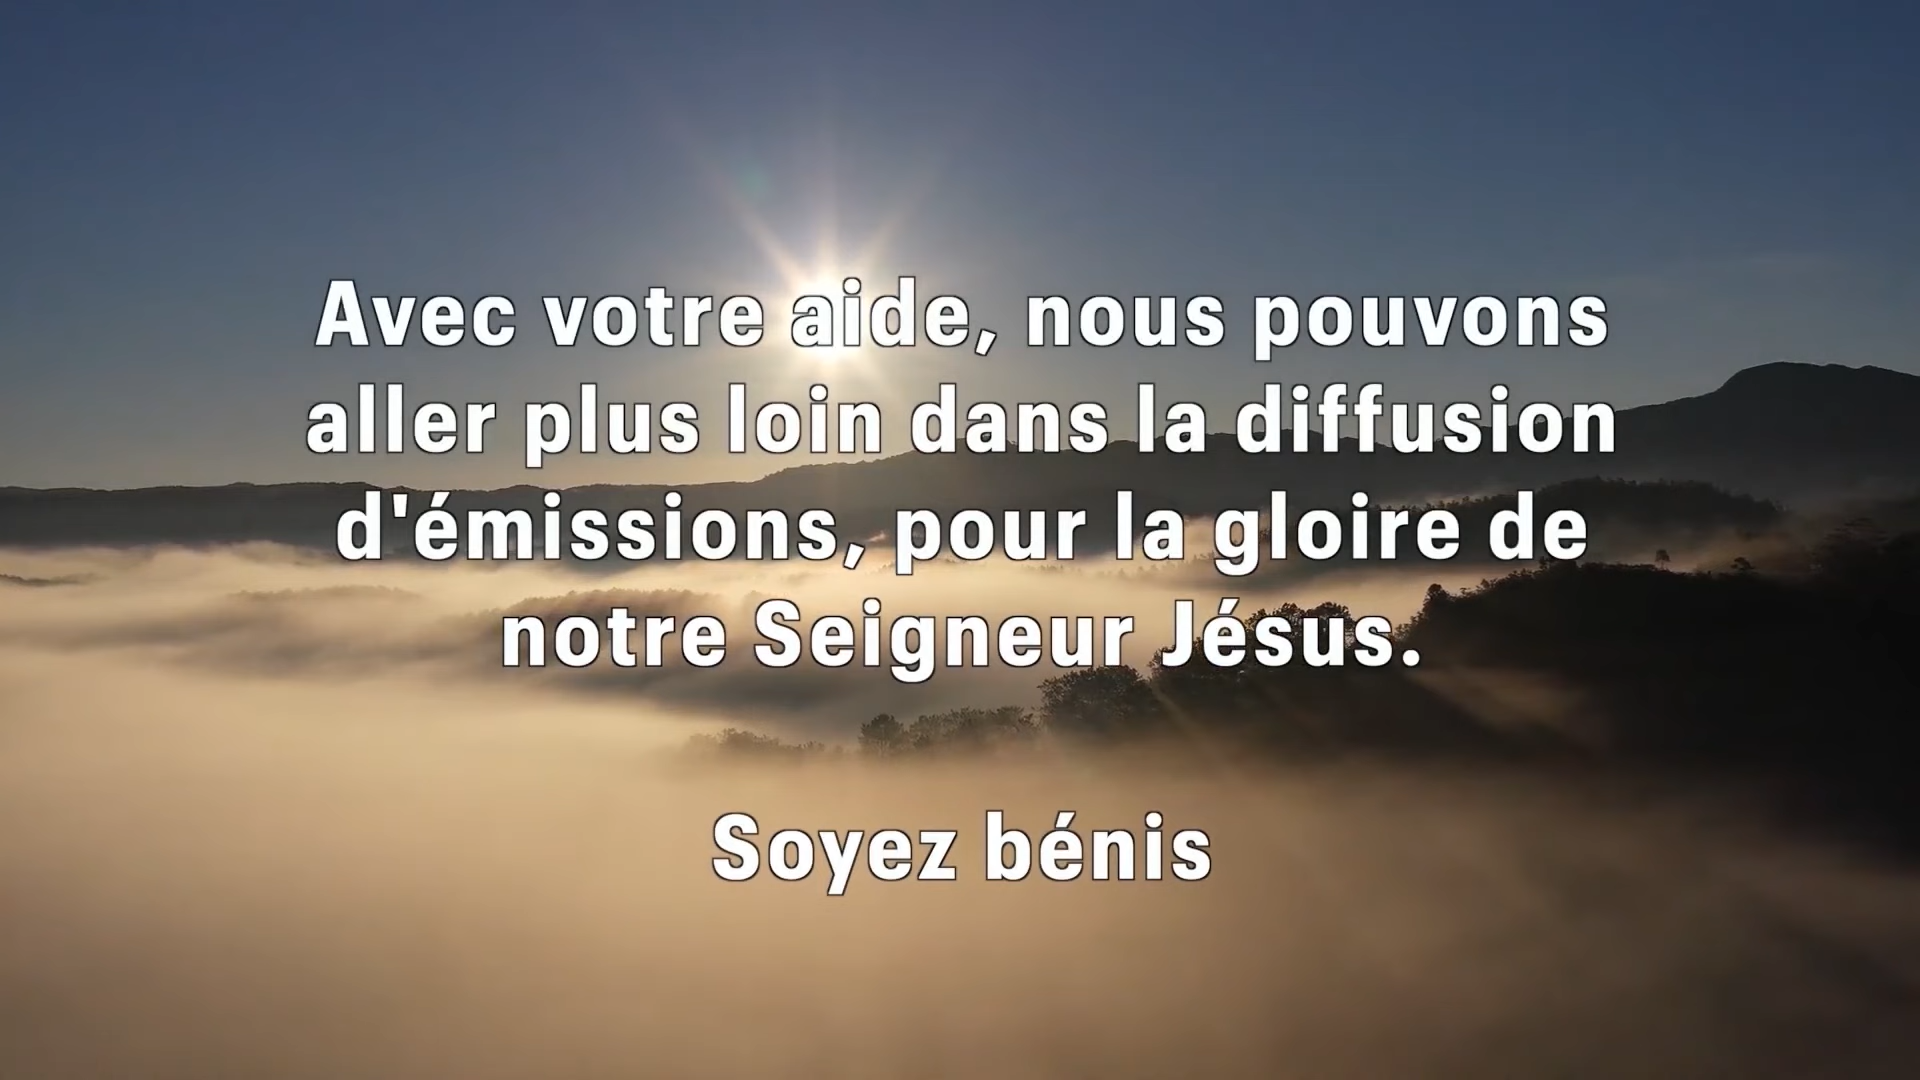 Avec votre aide, nous pouvons
aller plus loin dans la diffusion
d'émissions, pour la gloire de
notre Seigneur Jésus.
Soyez bénis